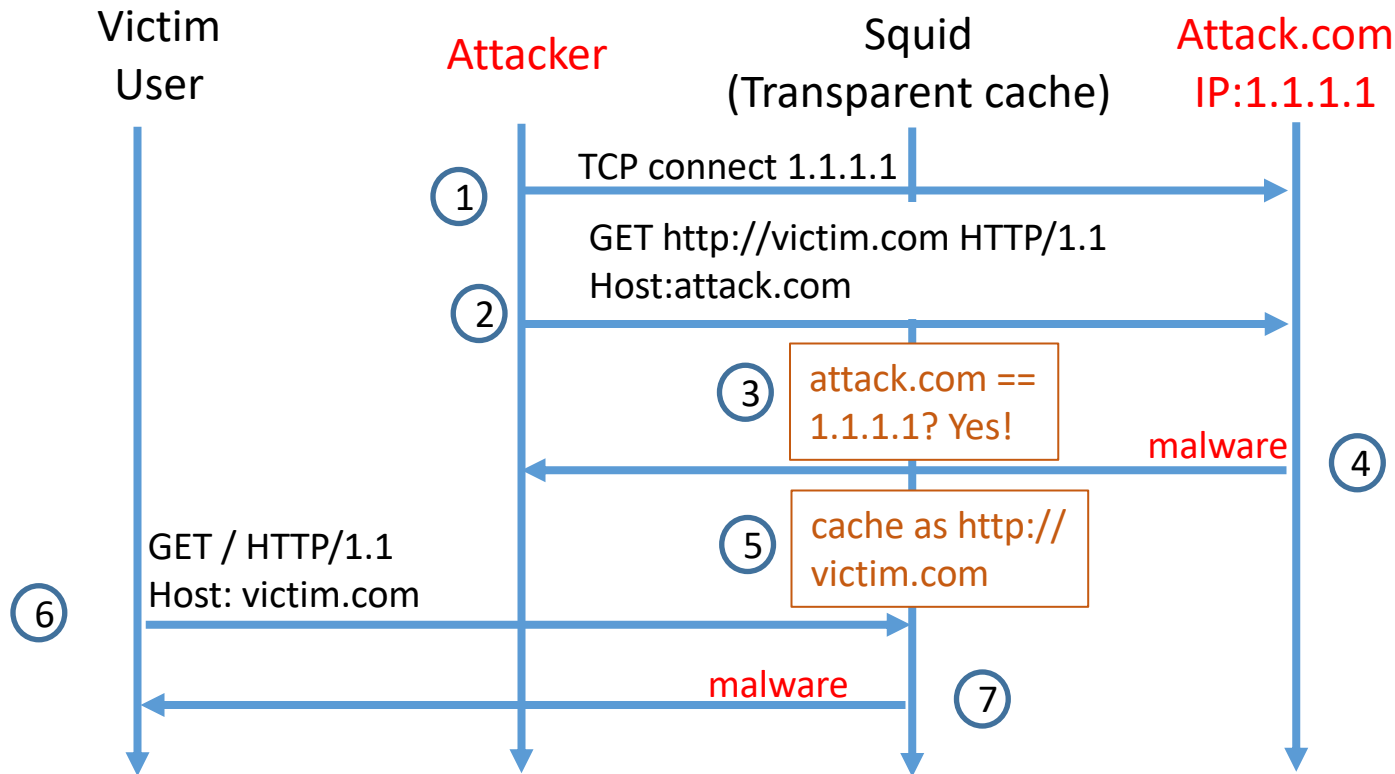 Victim
User
Attacker
Squid
(Transparent cache)
Attack.com
IP:1.1.1.1
TCP connect 1.1.1.1
1
GET http://victim.com HTTP/1.1
Host:attack.com
2
3
attack.com ==
1.1.1.1? Yes!
malware
4
5
cache as http://
victim.com
GET / HTTP/1.1
Host: victim.com
6
malware
7